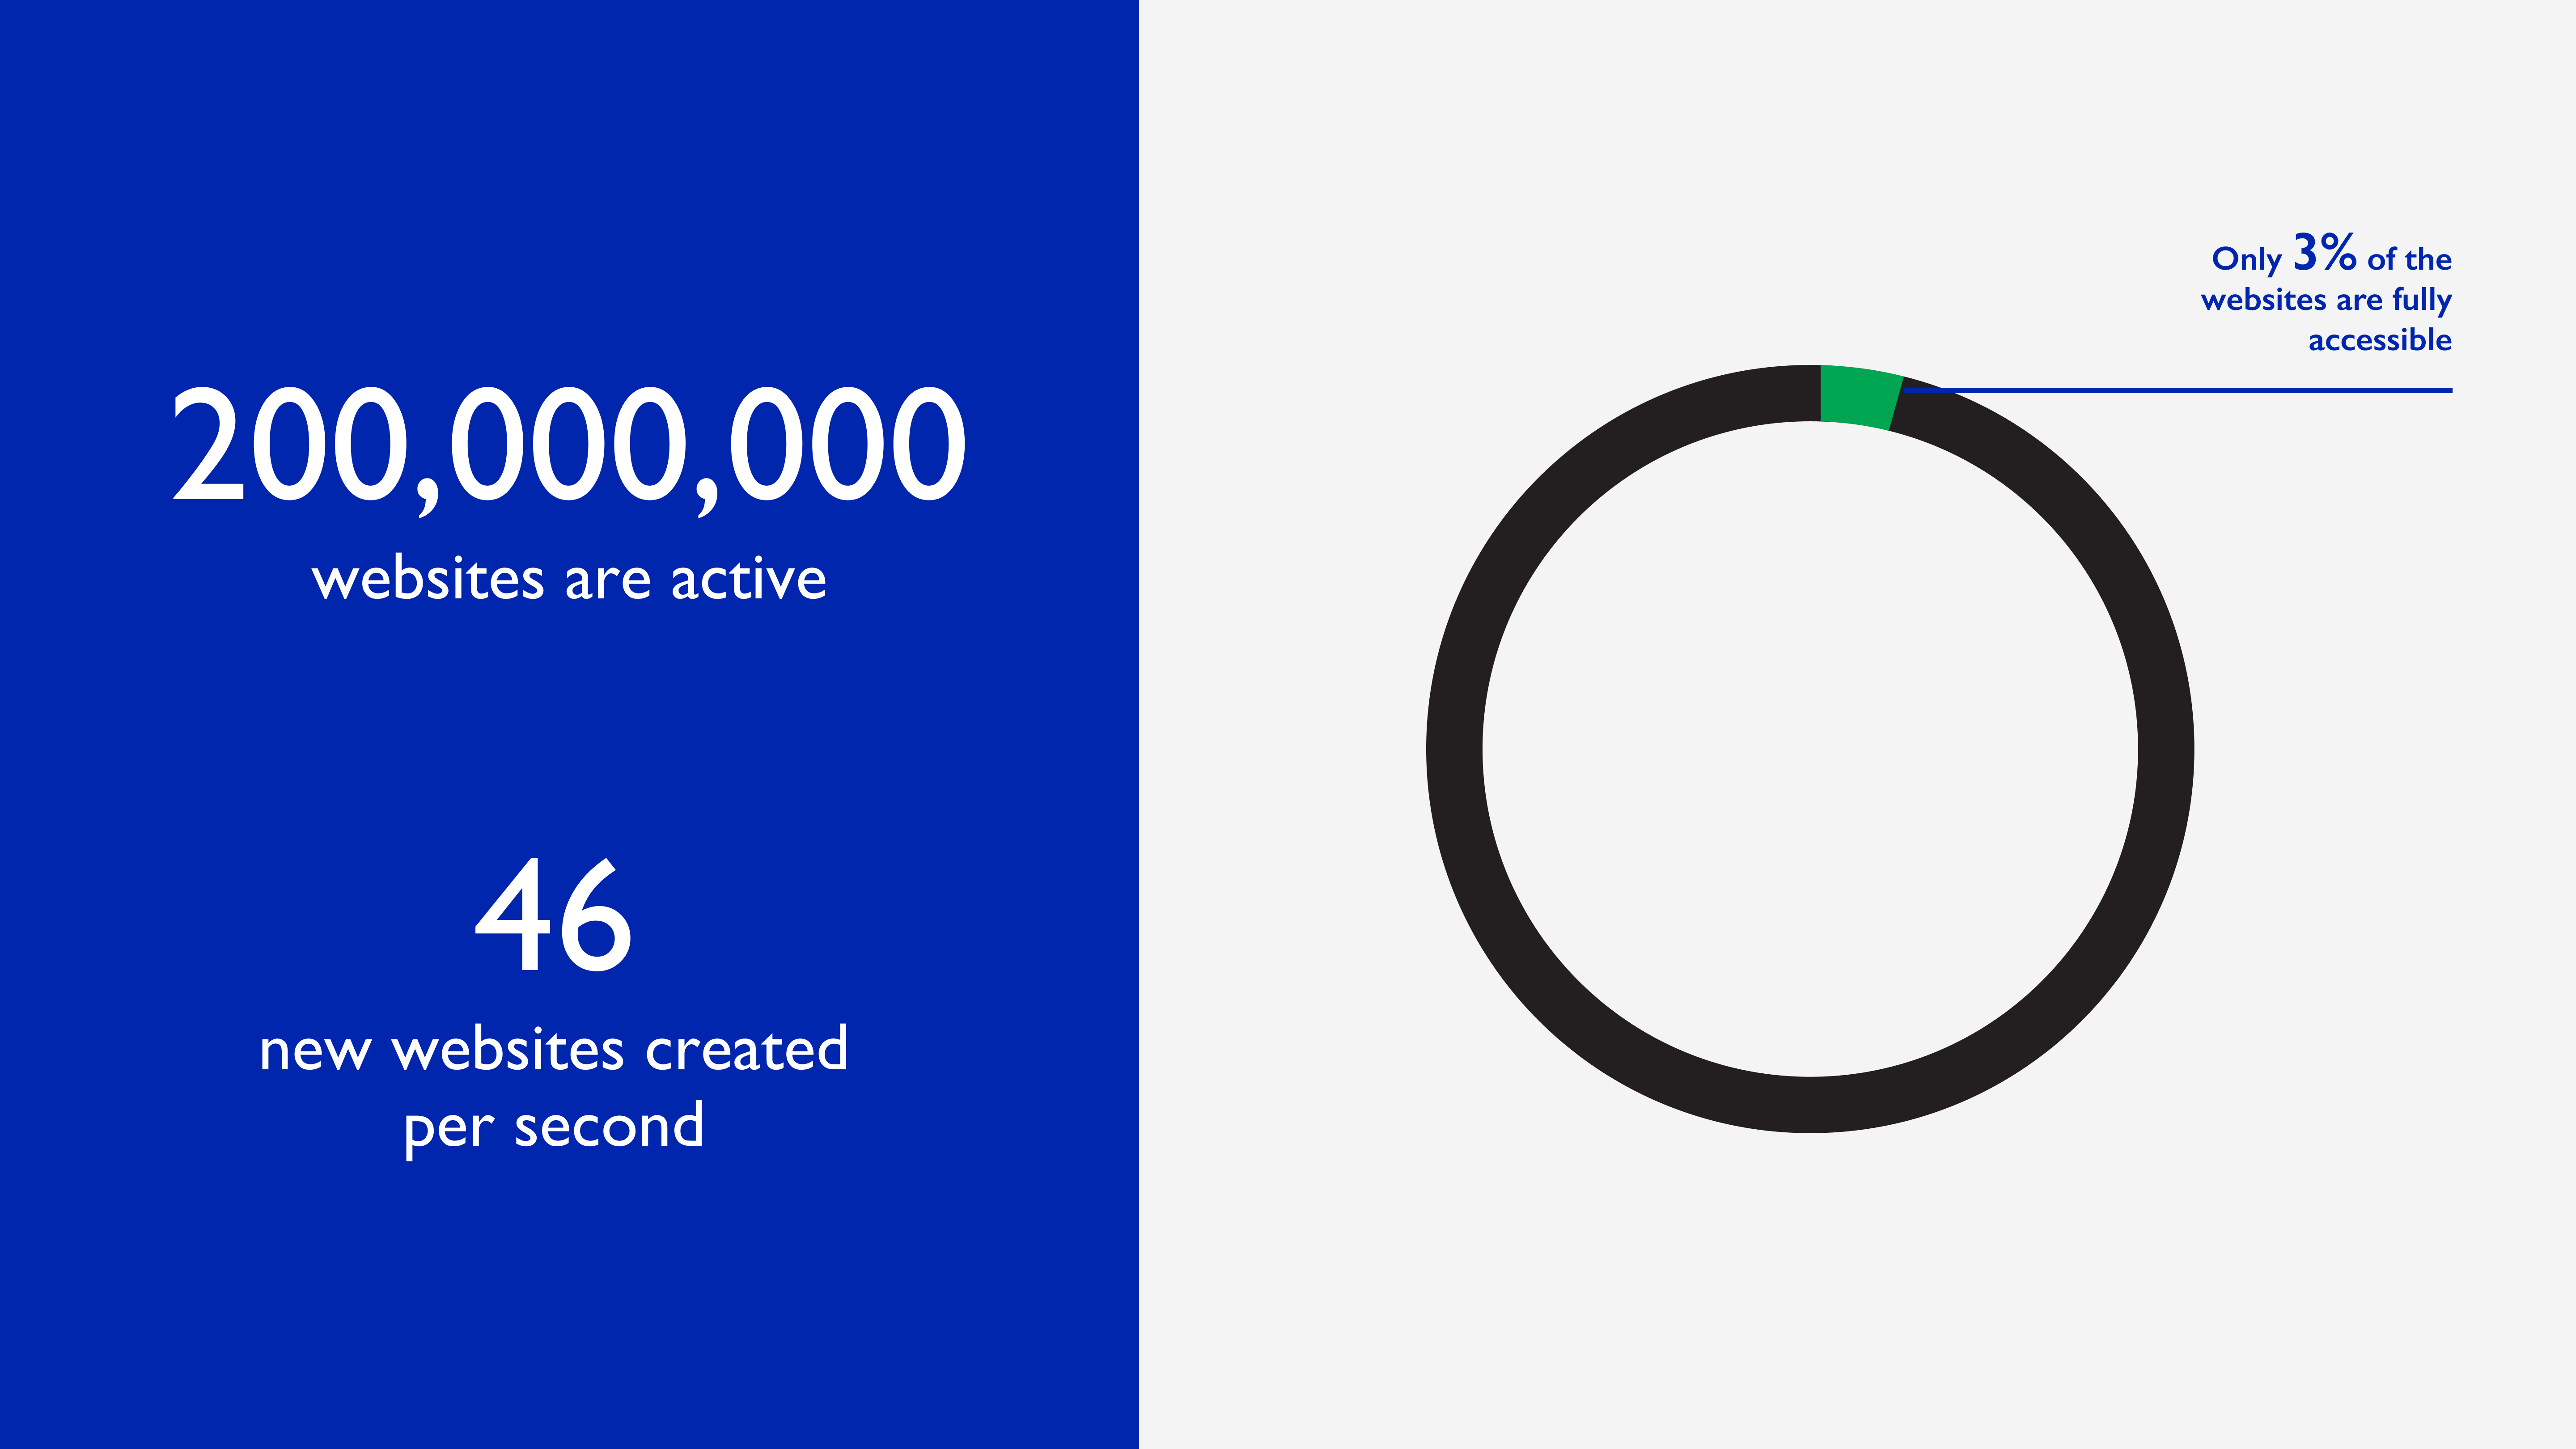 200,000,000
websites are active
46
new websites created
per second
Only 3% of the
websites are fully
accessible